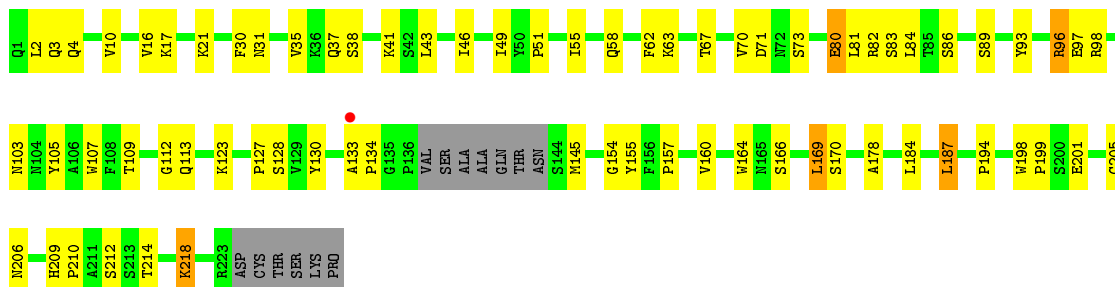 Q1 L2 Q3 Q4 V10 V16 K17 K21 F30 N31 V35 K36 Q37 S38 K41 S42 L43 I46 I49 Y50 P51 I55 Q58 F62 K63 T67 V70 D71 N72 S73 E80 L81 R82 S83 L84 T85 S86 S89 Y93 R96 E97 R98
N103 N104 Y105 A106 W107 F108 T109 G112 Q113 K123 P127 S128 V129 Y130 A133 P134 G135 P136 VAL SER ALA ALA GLN THR ASN S144 M145 G154 Y155 F156 P157 V160 W164 N165 S166 L169 S170 A178 L184 L187 P194 W198 P199 S200 E201
N206 H209 P210 A211 S212 S213 T214 K218 R223 ASP CYS THR SER LYS PRO